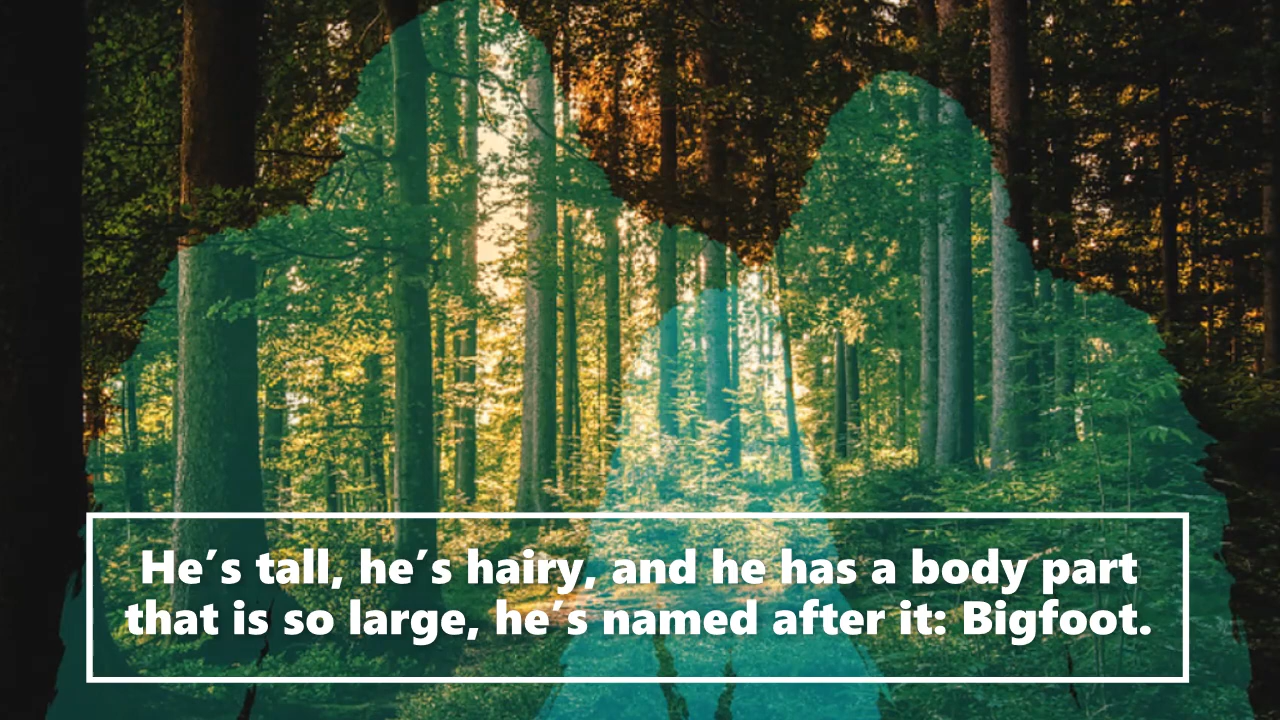 He′s tall, he′s hairy, and he has a body part
that is so large, he′s named after it: Bigfoot.